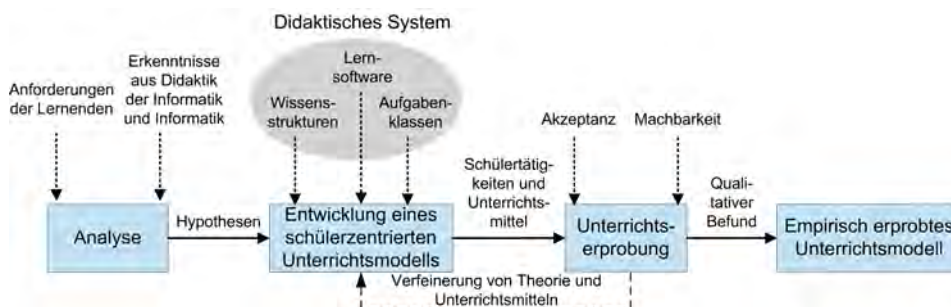 Didaktisches System
Anforderungen
der Lernenden
Erkenntnisse
aus Didaktik
der Informatik
und Informatik
Wissens-
strukturen
Lern-
software
Aufgaben-
klassen
Akzeptanz
Machbarkeit
Analyse
Hypothesen
Entwicklung eines
schülerzentrierten
Unterrichtsmodells
Schülertätig-
keiten und
Unterrichts-
mittel
Unterrichts-
erprobung
Quali-
tativer
Befund
Empirisch erprobtes
Unterrichtsmodell
Verfeinerung von Theorie und
Unterrichtsmitteln